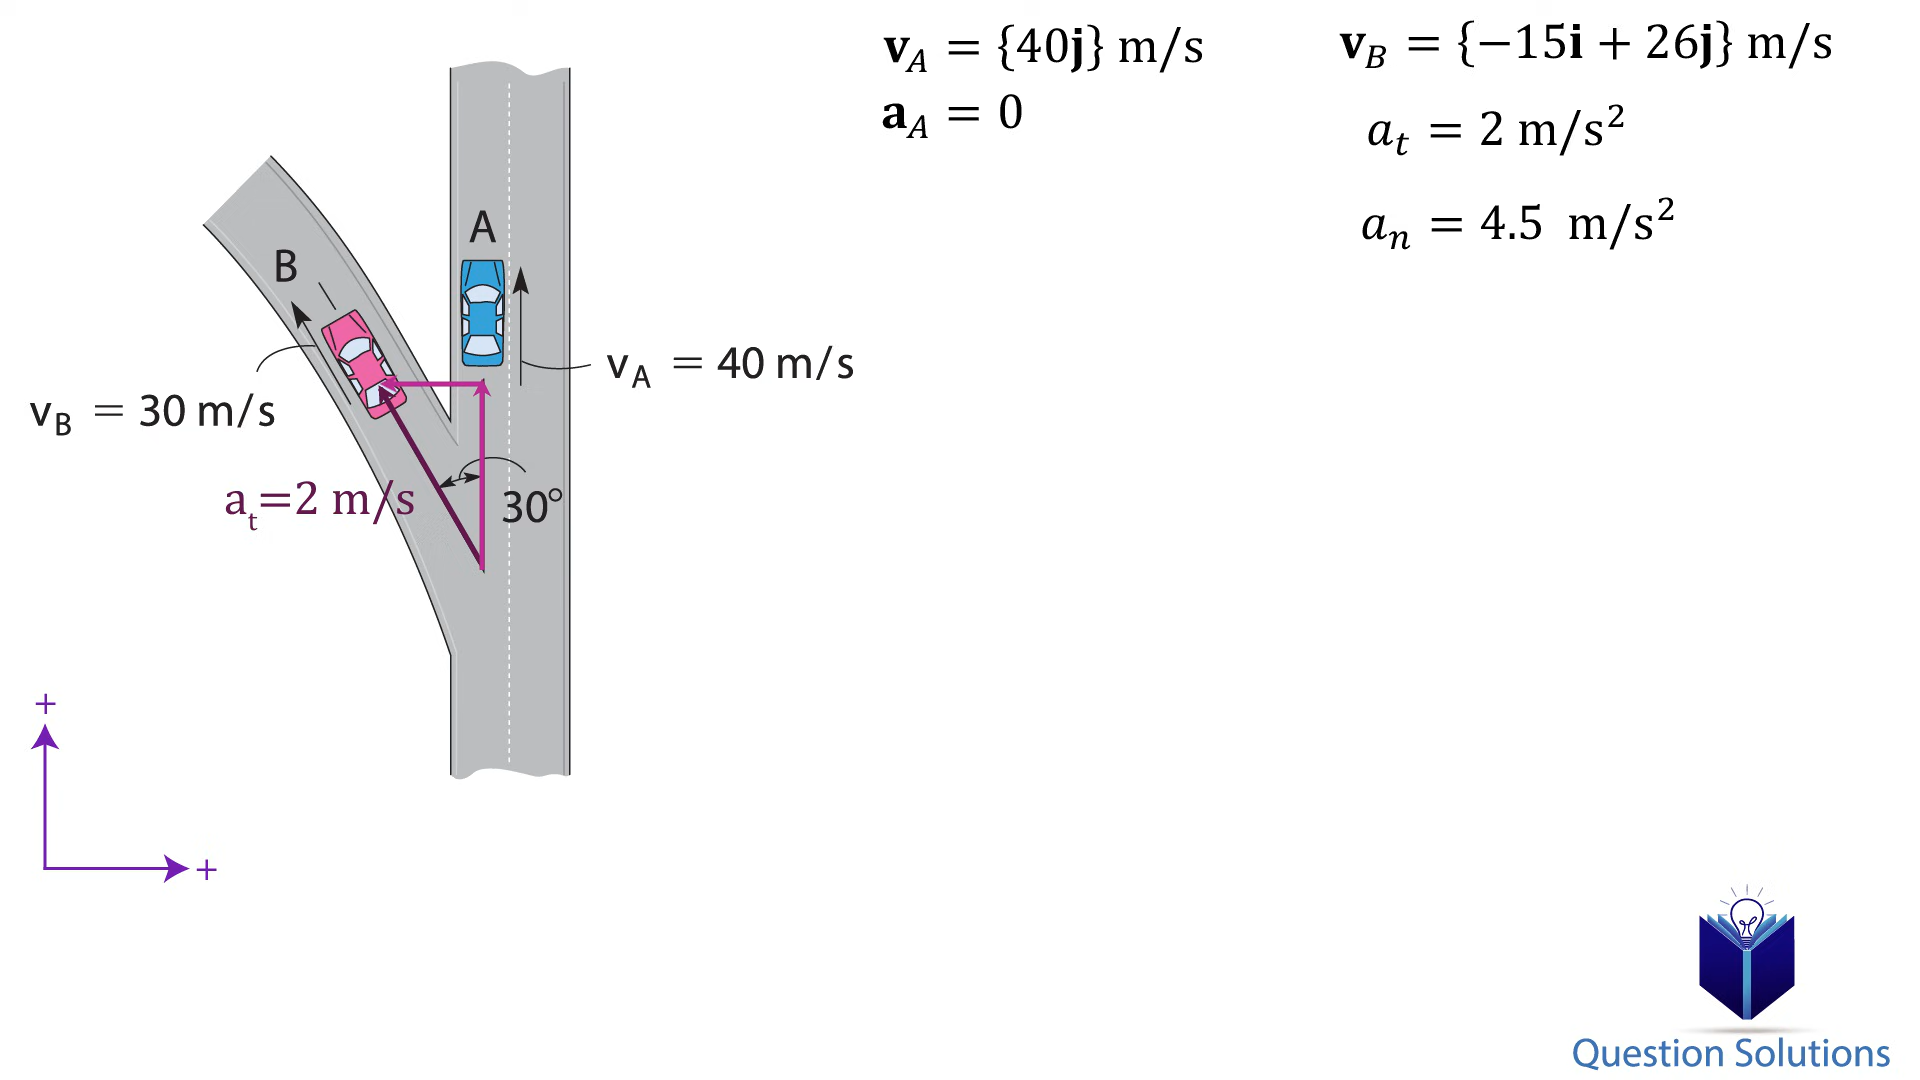 𝐯_A = {40𝐣} m/s
𝐚_A = 0
𝐯_B = {−15𝐢 + 26𝐣} m/s
a_t = 2 m/s²
a_n = 4.5 m/s²
A
B
v_A = 40 m/s
v_B = 30 m/s
a_t=2 m/s
30°
+
+
Question Solutions